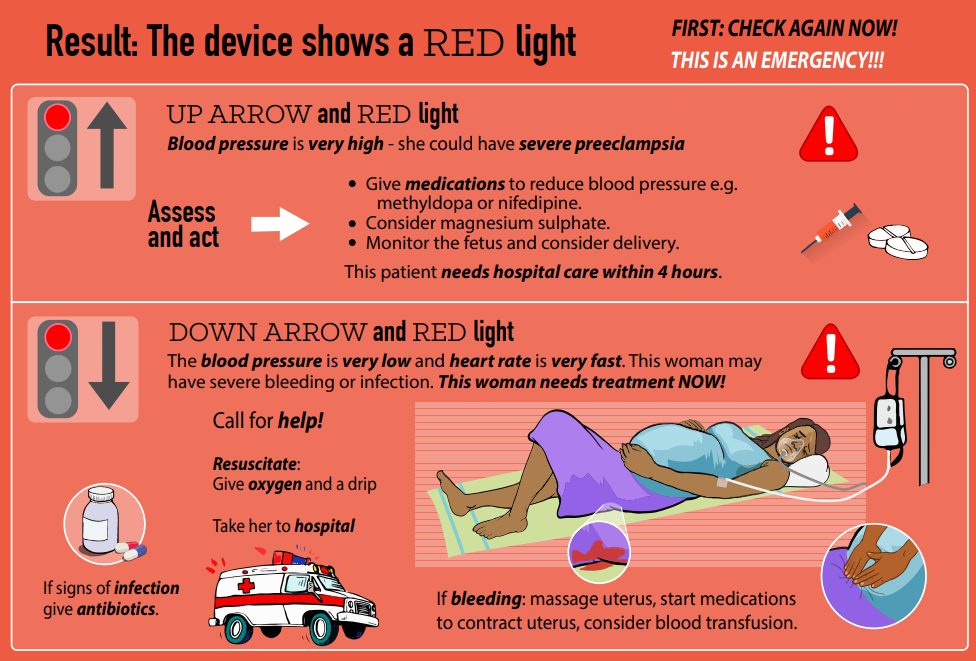 Result: The device shows a RED light
FIRST: CHECK AGAIN NOW!
THIS IS AN EMERGENCY!!!
UP ARROW and RED light
Blood pressure is very high - she could have severe preeclampsia
Assess
and act
• Give medications to reduce blood pressure e.g.
methyldopa or nifedipine.
• Consider magnesium sulphate.
• Monitor the fetus and consider delivery.
This patient needs hospital care within 4 hours.
DOWN ARROW and RED light
The blood pressure is very low and heart rate is very fast. This woman may
have severe bleeding or infection. This woman needs treatment NOW!
Call for help!
Resuscitate:
Give oxygen and a drip
Take her to hospital
If signs of infection
give antibiotics.
If bleeding: massage uterus, start medications
to contract uterus, consider blood transfusion.